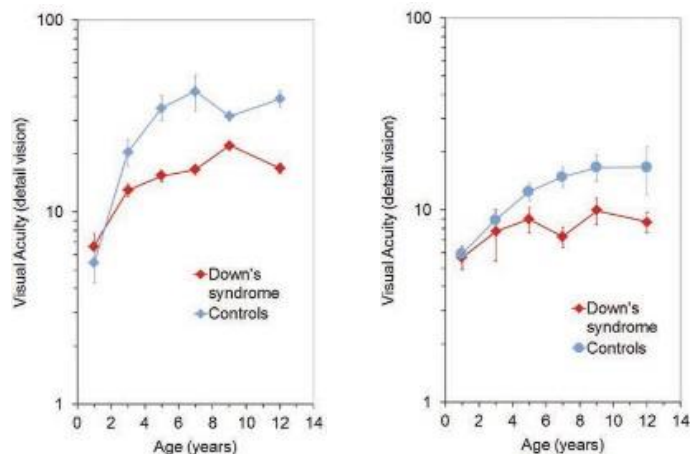 100
10
1
Visual Acuity (detail vision)
Down's
syndrome
Controls
0 2 4 6 8 10 12 14
Age (years)
100
10
1
Visual Acuity (detail vision)
Down's
syndrome
Controls
0 2 4 6 8 10 12 14
Age (years)